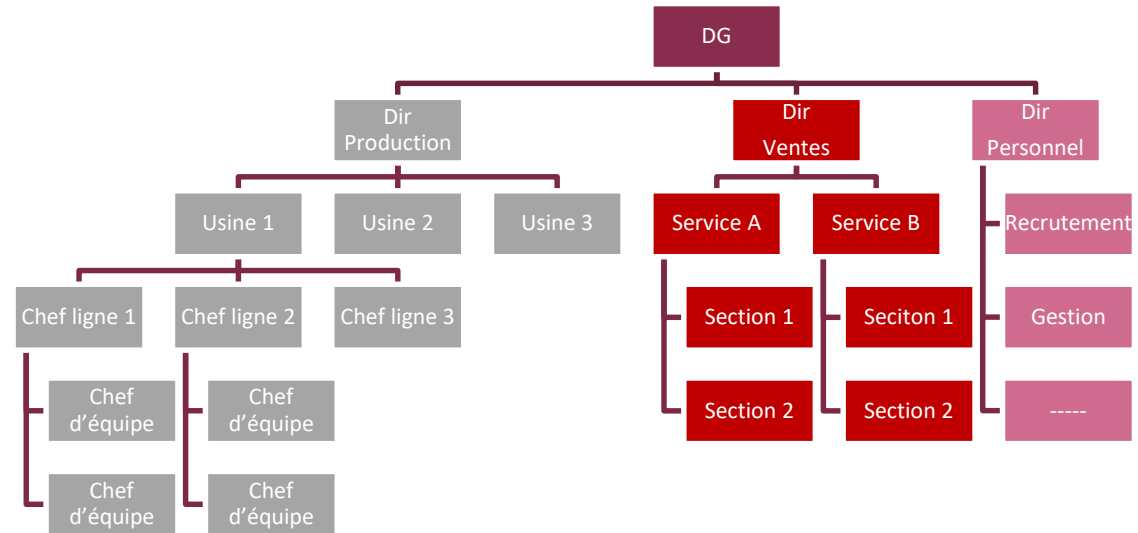 DG
Dir
Production
Dir
Ventes
Dir
Personnel
Usine 1
Usine 2
Usine 3
Service A
Service B
Recrutement
Chef ligne 1
Chef ligne 2
Chef ligne 3
Section 1
Seciton 1
Gestion
Chef
d’équipe
Chef
d’équipe
Section 2
Section 2
-----
Chef
d’équipe
Chef
d’équipe